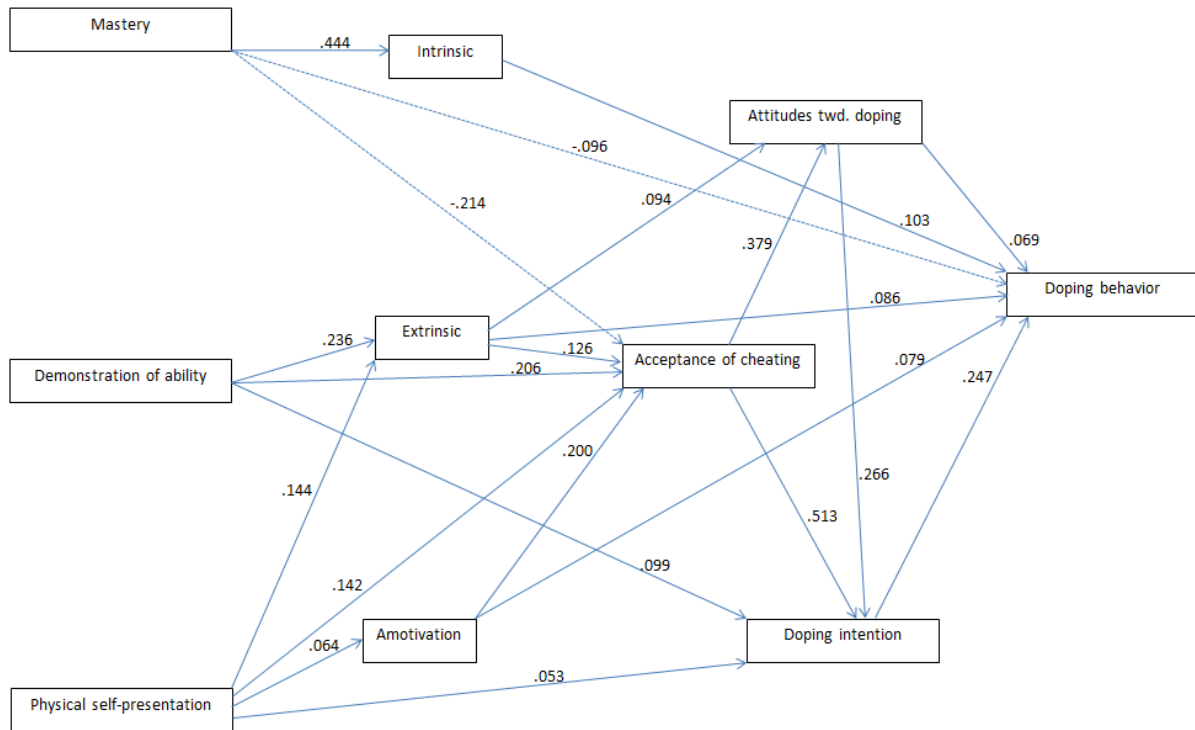 Mastery
.444
Intrinsic
Attitudes twd. doping
-.096
-.214
.094
.103
.379
.069
Doping behavior
.086
Extrinsic
.236
.126
Acceptance of cheating
.079
Demonstration of ability
.206
.247
.200
.144
.266
.513
.099
.142
Amotivation
Doping intention
.064
.053
Physical self-presentation